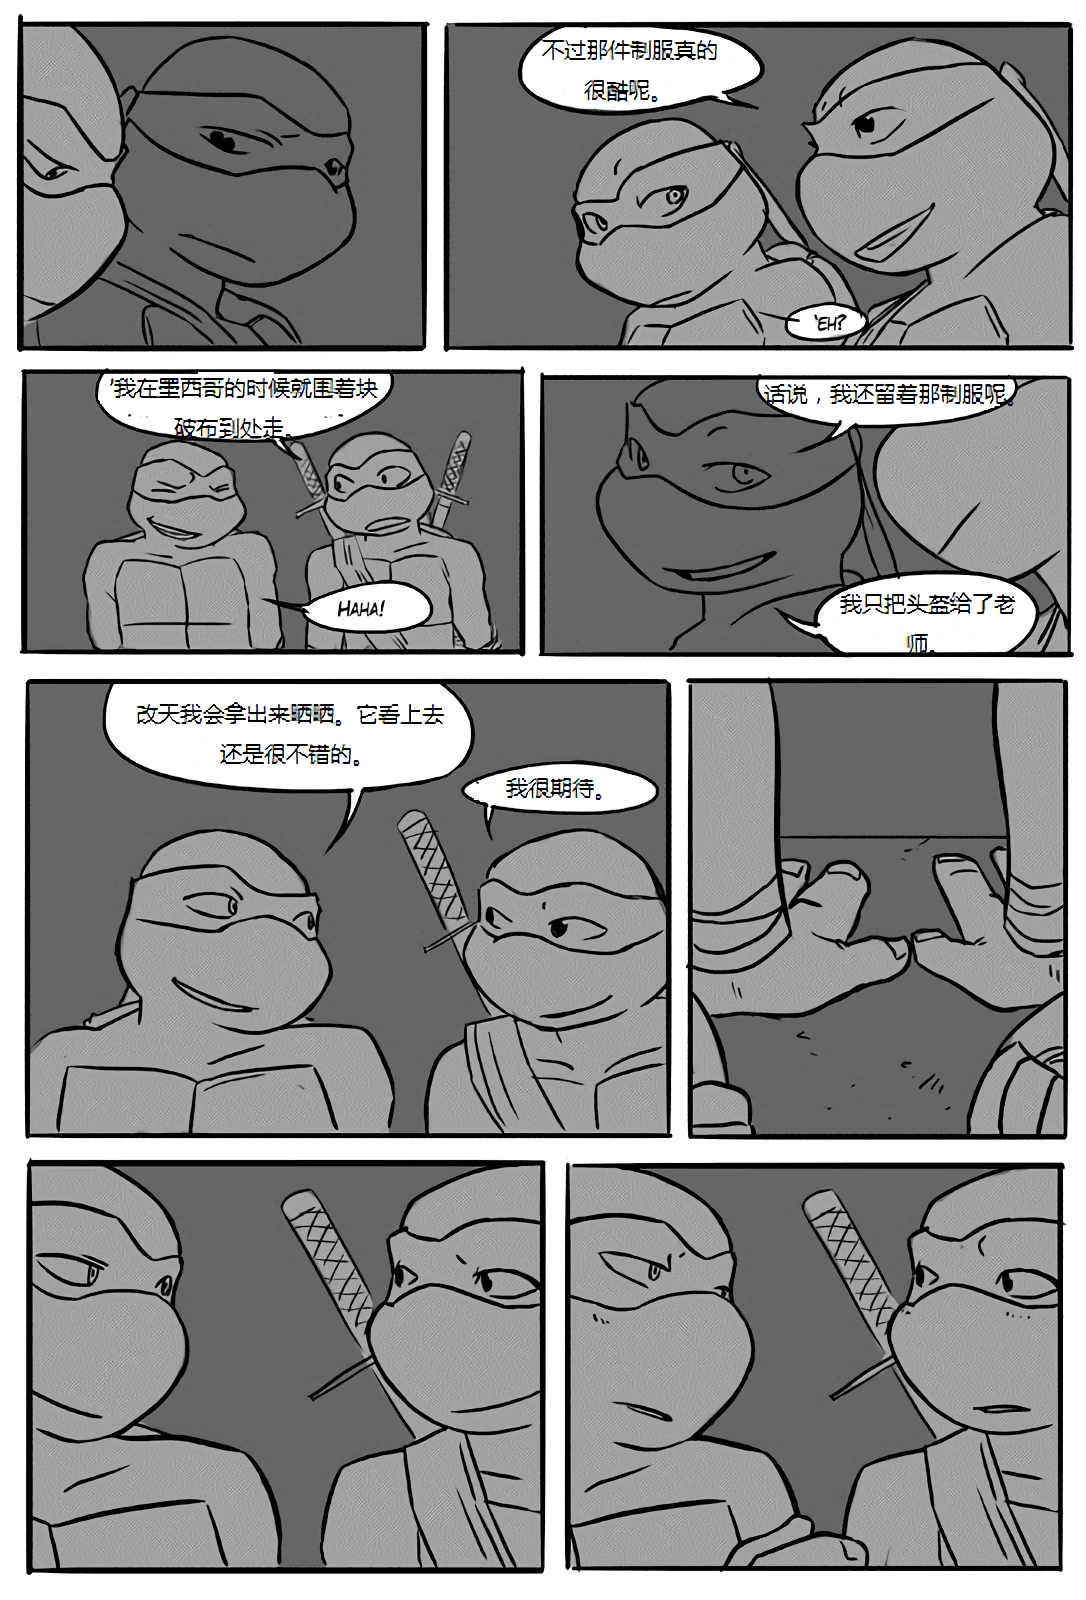 不过那件制服真的
很酷呢。
'EH?
'我在墨西哥的时候就围着块
破布到处走。
HAHA!
话说，我还留着那制服呢。
我只把头盔给了老
师。
改天我会拿出来晒晒。它看上去
还是很不错的。
我很期待。